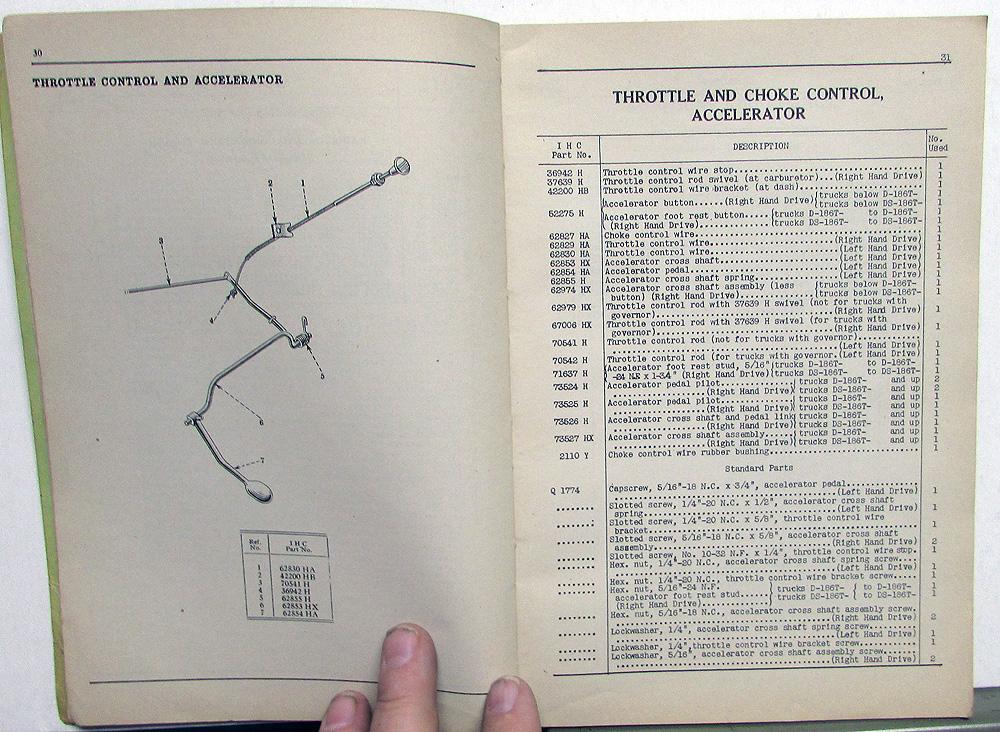 30
THROTTLE CONTROL AND ACCELERATOR
2 1
3
4
5
6
7
Ref. No. I H C Part No.
1 62830 HA
2 42200 HB
3 70541 H
4 36942 H
5 62855 H
6 62853 HX
7 62854 HA
31
THROTTLE AND CHOKE CONTROL,
ACCELERATOR
I H C Part No. DESCRIPTION No. Used
36942 H Throttle control wire stop 1
37639 H Throttle control rod swivel (at carburetor)...(Right Hand Drive) 1
42200 HB Throttle control wire bracket (at dash) 1
Accelerator button......(Right Hand Drive) {trucks below D-186T- 1
trucks below DS-186T- 1
52275 H Accelerator foot rest button.....{trucks D-186T- to D-186T- 1
(Right Hand Drive) trucks DS-186T- to DS-186T- 1
62827 HA Choke control wire 1
62829 HA Throttle control wire (Right Hand Drive) 1
62830 HA Throttle control wire (Left Hand Drive) 1
62853 HX Accelerator cross shaft (Left Hand Drive) 1
62854 HA Accelerator pedal (Left Hand Drive) 1
62855 H Accelerator cross shaft spring (Left Hand Drive) 1
62974 HX Accelerator cross shaft assembly (less {trucks below D-186T- 1
button) (Right Hand Drive) trucks below DS-186T- 1
62979 HX Throttle control rod with 37639 H swivel (not for trucks with
governor) (Right Hand Drive) 1
67006 HX Throttle control rod with 37639 H swivel (for trucks with
governor) (Right Hand Drive) 1
70541 H Throttle control rod (not for trucks with governor)
(Left Hand Drive) 1
70542 H Throttle control rod (for trucks with governor.(Left Hand Drive) 1
Accelerator foot rest stud, 5/16" {trucks D-186T- to D-186T- 1
71637 H -24 N.F x 1-3/4" (Right Hand Drive) {trucks DS-186T- to DS-186T- 1
73524 H Accelerator pedal pilot {trucks D-186T- and up 2
(Right Hand Drive) trucks DS-186T- and up 2
73525 H Accelerator pedal pilot {trucks D-186T- and up 1
(Right Hand Drive) trucks DS-186T- and up 1
73526 H Accelerator cross shaft and pedal link {trucks D-186T- and up 1
(Right Hand Drive) trucks DS-186T- and up 1
73527 HX Accelerator cross shaft assembly {trucks D-186T- and up 1
(Right Hand Drive) trucks DS-186T- and up 1
2110 Y Choke control wire rubber bushing 1
Standard Parts
Q 1774 Capscrew, 5/16"-18 N.C. x 3/4", accelerator pedal
(Left Hand Drive) 1
Slotted screw, 1/4"-20 N.C. x 1/2", accelerator cross shaft
spring (Left Hand Drive) 1
Slotted screw, 1/4"-20 N.C. x 5/8", throttle control wire
bracket 1
Slotted screw, 5/16"-18 N.C. x 5/8", accelerator cross shaft
assembly (Right Hand Drive) 2
Slotted screw, No. 10-32 N.F. x 1/4", throttle control wire stop. 1
Hex. nut, 1/4"-20 N.C., accelerator cross shaft spring screw
(Left Hand Drive) 1
Hex. nut, 1/4"-20 N.C., throttle control wire bracket screw 1
Hex. nut, 5/16"-24 N.F. {trucks D-186T- { to D-186T- 1
accelerator foot rest stud trucks DS-186T- to DS-186T- 1
(Right Hand Drive)
Hex. nut, 5/16"-18 N.C., accelerator cross shaft assembly screw.
(Right Hand Drive) 2
Lockwasher, 1/4", accelerator cross shaft spring screw
(Left Hand Drive) 1
Lockwasher, 1/4", throttle control wire bracket screw 1
Lockwasher, 5/16", accelerator cross shaft assembly screw
(Right Hand Drive) 2